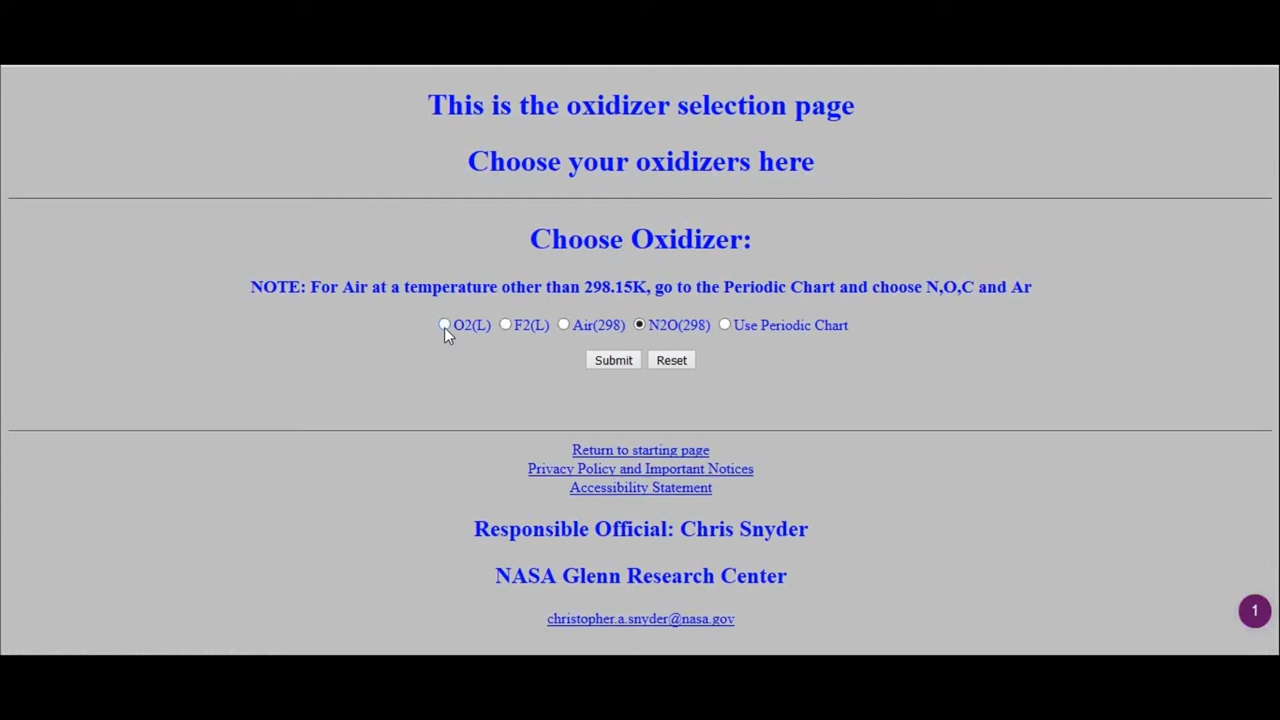 This is the oxidizer selection page
Choose your oxidizers here
Choose Oxidizer:
NOTE: For Air at a temperature other than 298.15K, go to the Periodic Chart and choose N,O,C and Ar
O2(L) F2(L) Air(298) N2O(298) Use Periodic Chart
Submit Reset
Return to starting page
Privacy Policy and Important Notices
Accessibility Statement
Responsible Official: Chris Snyder
NASA Glenn Research Center
christopher.a.snyder@nasa.gov
1